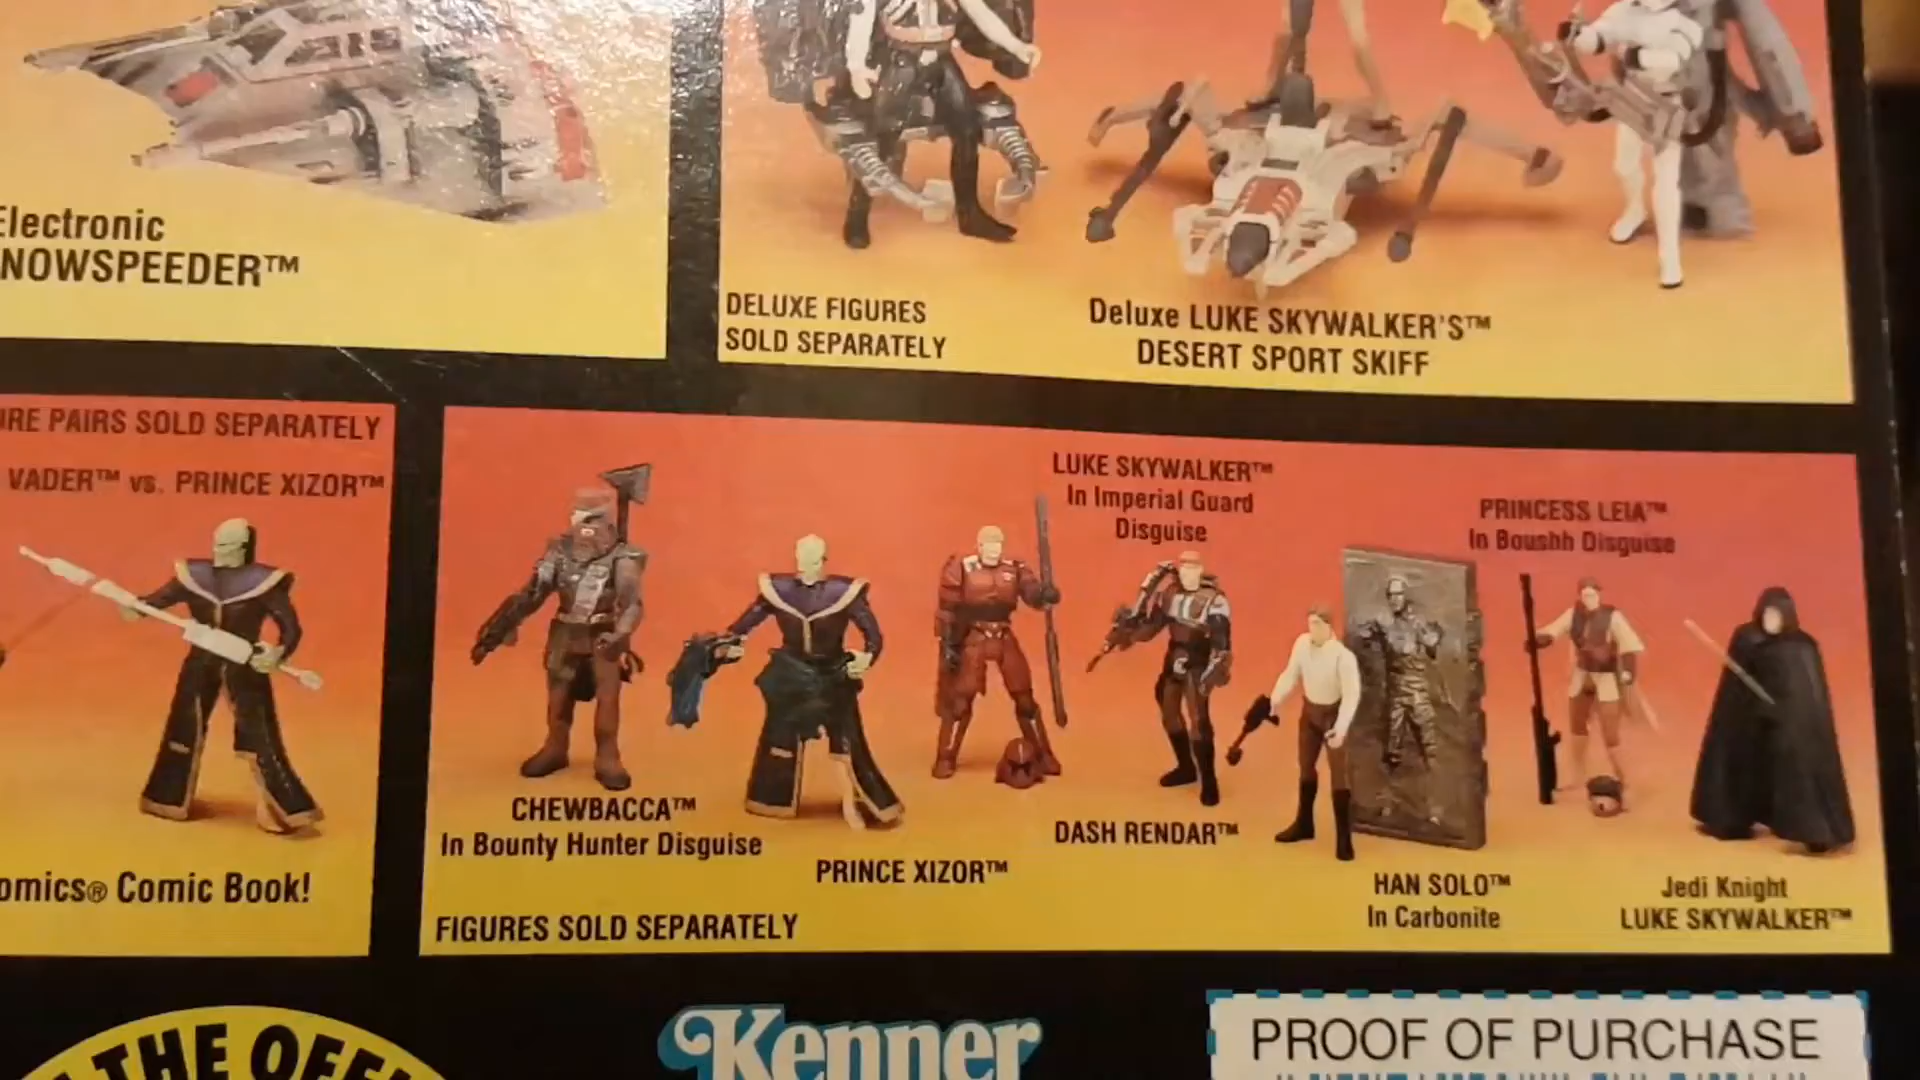 Electronic
NOWSPEEDER™
DELUXE FIGURES
SOLD SEPARATELY
Deluxe LUKE SKYWALKER'S™
DESERT SPORT SKIFF
PAIRS SOLD SEPARATELY
VADER™ vs. PRINCE XIZOR™
omics® Comic Book!
LUKE SKYWALKER™
In Imperial Guard
Disguise
PRINCESS LEIA™
In Boushh Disguise
CHEWBACCA™
In Bounty Hunter Disguise
PRINCE XIZOR™
DASH RENDAR™
HAN SOLO™
In Carbonite
Jedi Knight
LUKE SKYWALKER™
FIGURES SOLD SEPARATELY
THE OFF
Kenner
PROOF OF PURCHASE